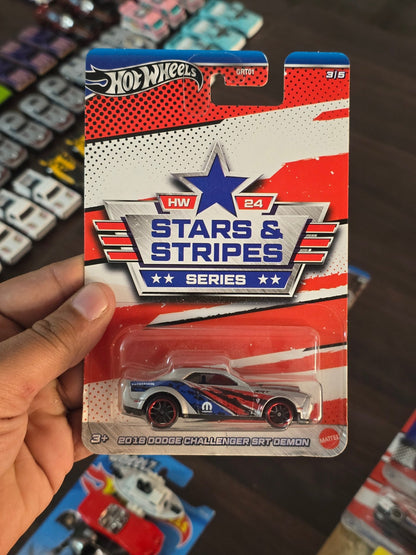 Hot Wheels
GRT01
3/5
HW 24
STARS &
STRIPES
SERIES
3+
2018 DODGE CHALLENGER SRT DEMON
MATTEL